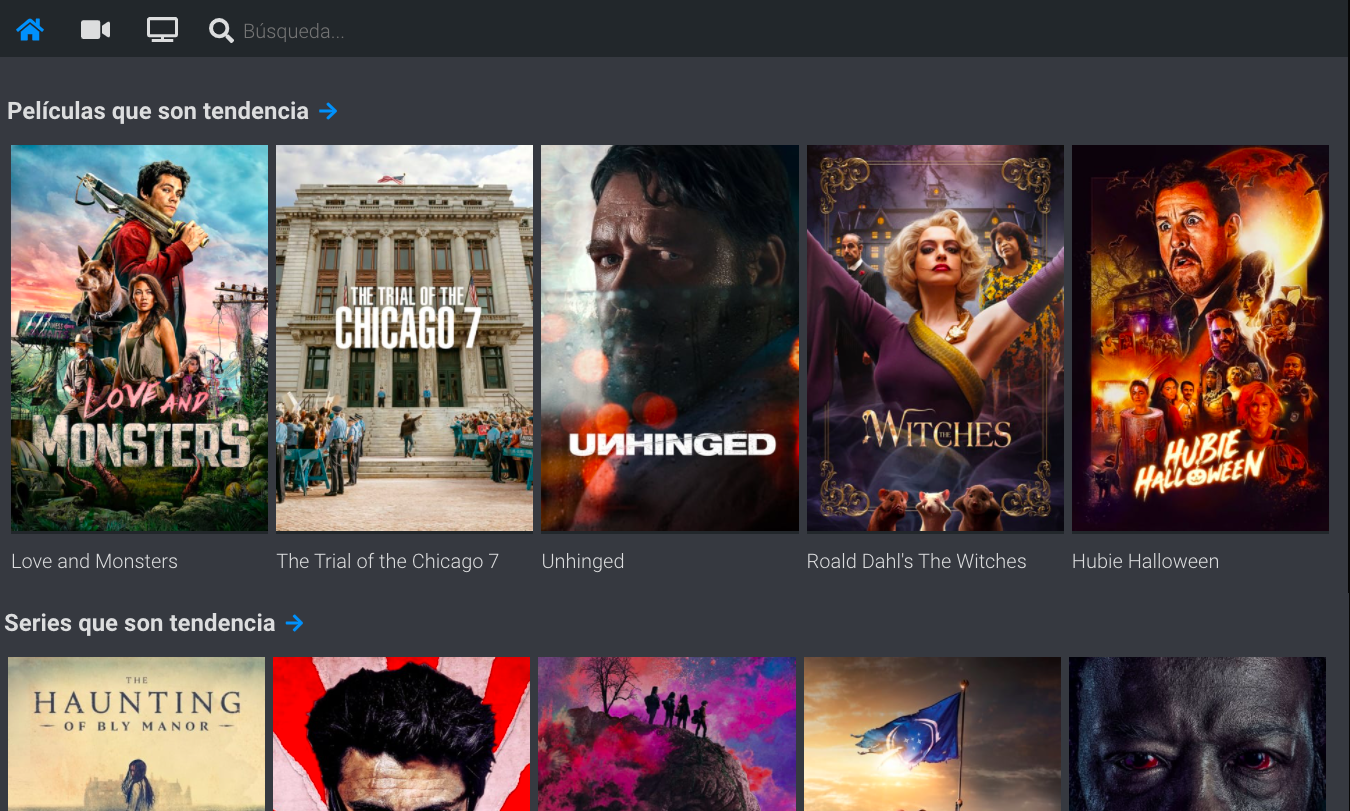 Búsqueda...
Películas que son tendencia
LOVE AND
MONSTERS
THE TRIAL OF THE
CHICAGO 7
UNHINGED
THE WITCHES
HUBIE
HALLOWEEN
Love and Monsters
The Trial of the Chicago 7
Unhinged
Roald Dahl's The Witches
Hubie Halloween
Series que son tendencia
THE
HAUNTING
OF BLY MANOR